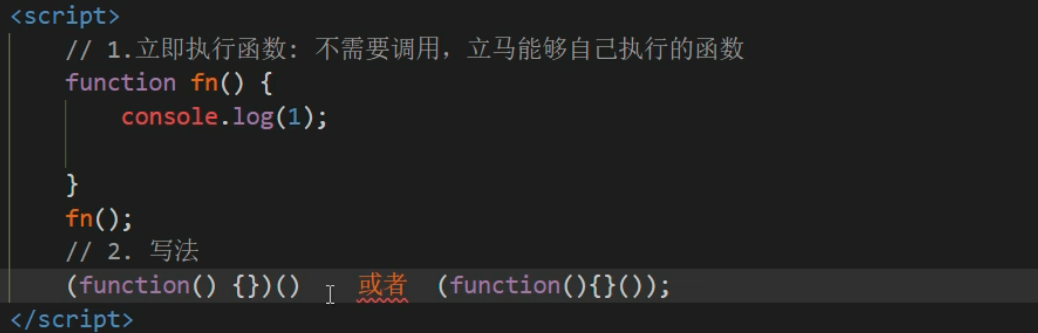 <script>
// 1.立即执行函数: 不需要调用，立马能够自己执行的函数
function fn() {
console.log(1);
}
fn();
// 2. 写法
(function() {})() 或者 (function(){}());
</script>